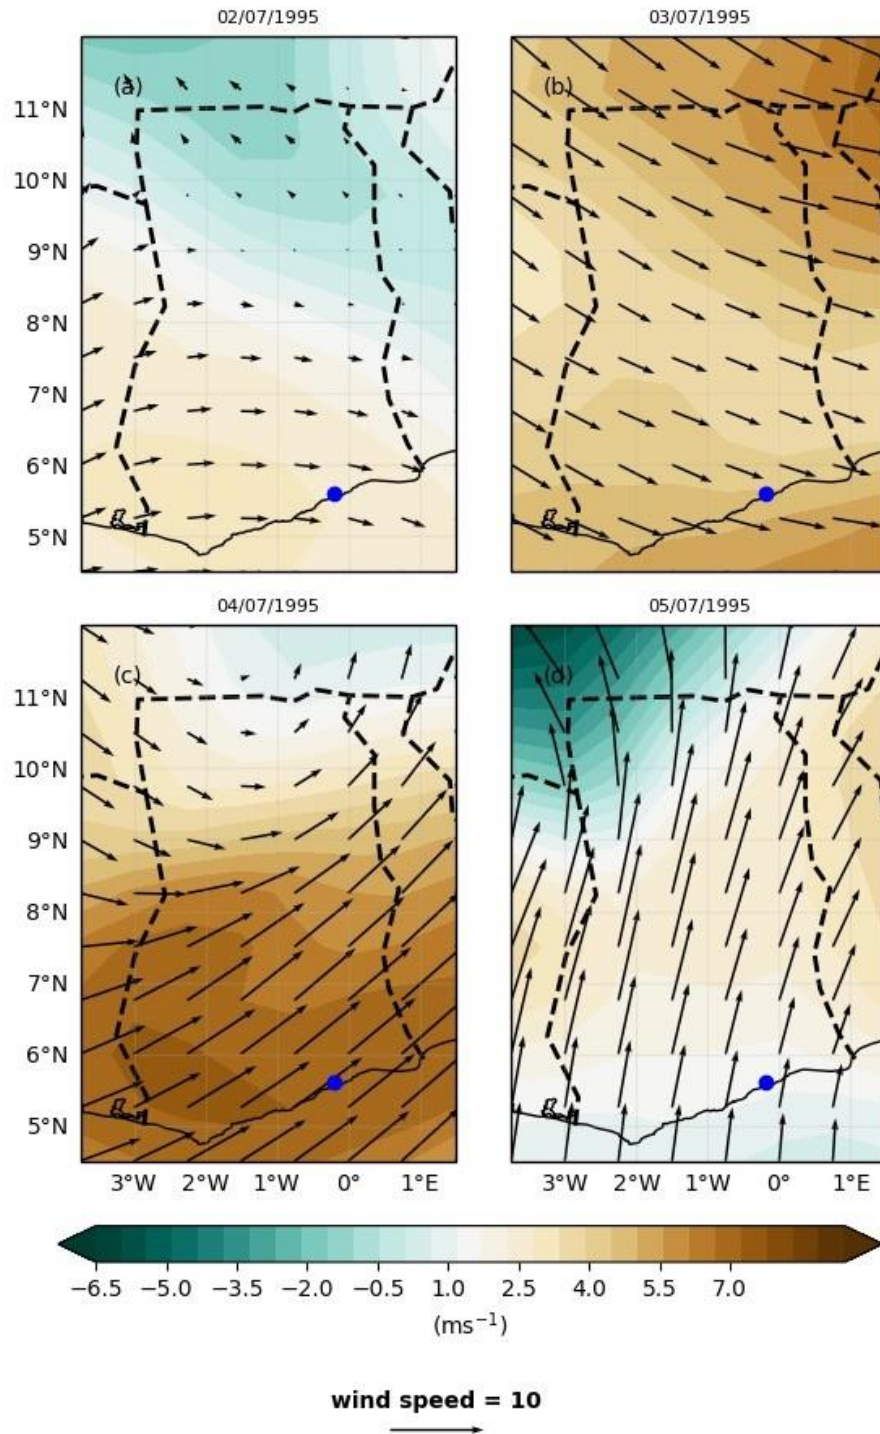 02/07/1995
03/07/1995
(a)
(b)
11°N
10°N
9°N
8°N
7°N
6°N
5°N
04/07/1995
05/07/1995
(c)
(d)
11°N
10°N
9°N
8°N
7°N
6°N
5°N
3°W 2°W 1°W 0° 1°E
3°W 2°W 1°W 0° 1°E
−6.5 −5.0 −3.5 −2.0 −0.5 1.0 2.5 4.0 5.5 7.0
(ms⁻¹)
wind speed = 10